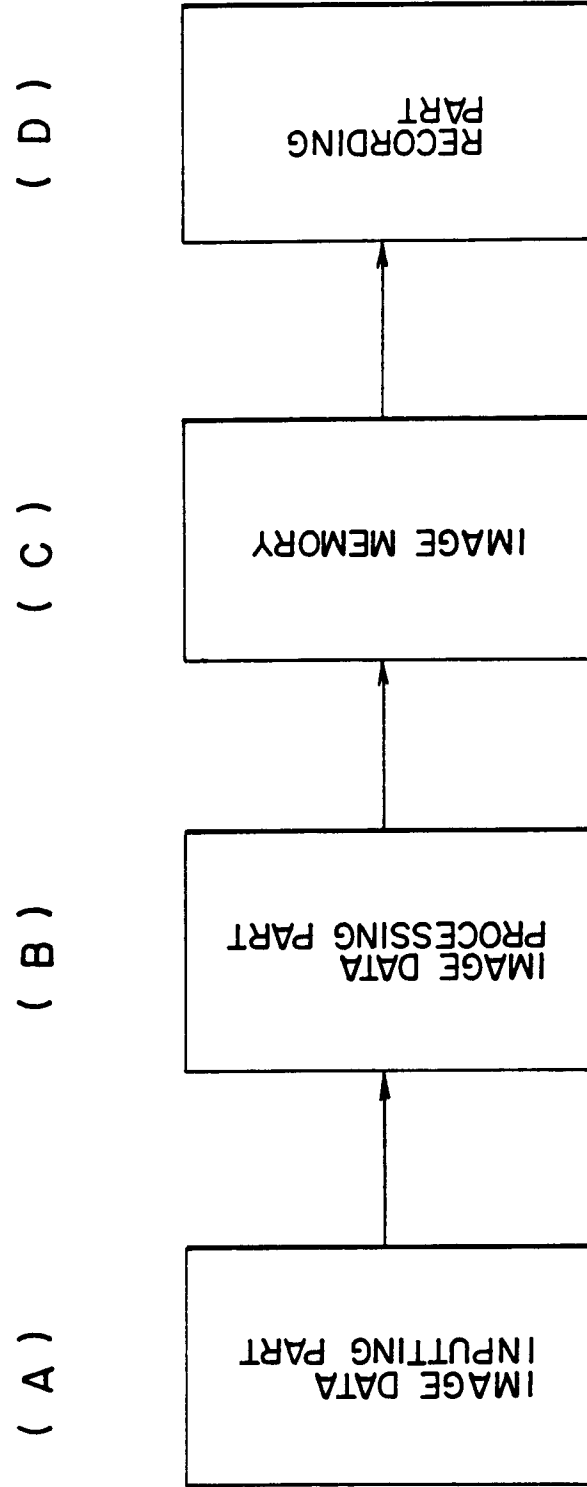 ( A )
IMAGE DATA
INPUTTING PART
( B )
IMAGE DATA
PROCESSING PART
( C )
IMAGE MEMORY
( D )
RECORDING
PART